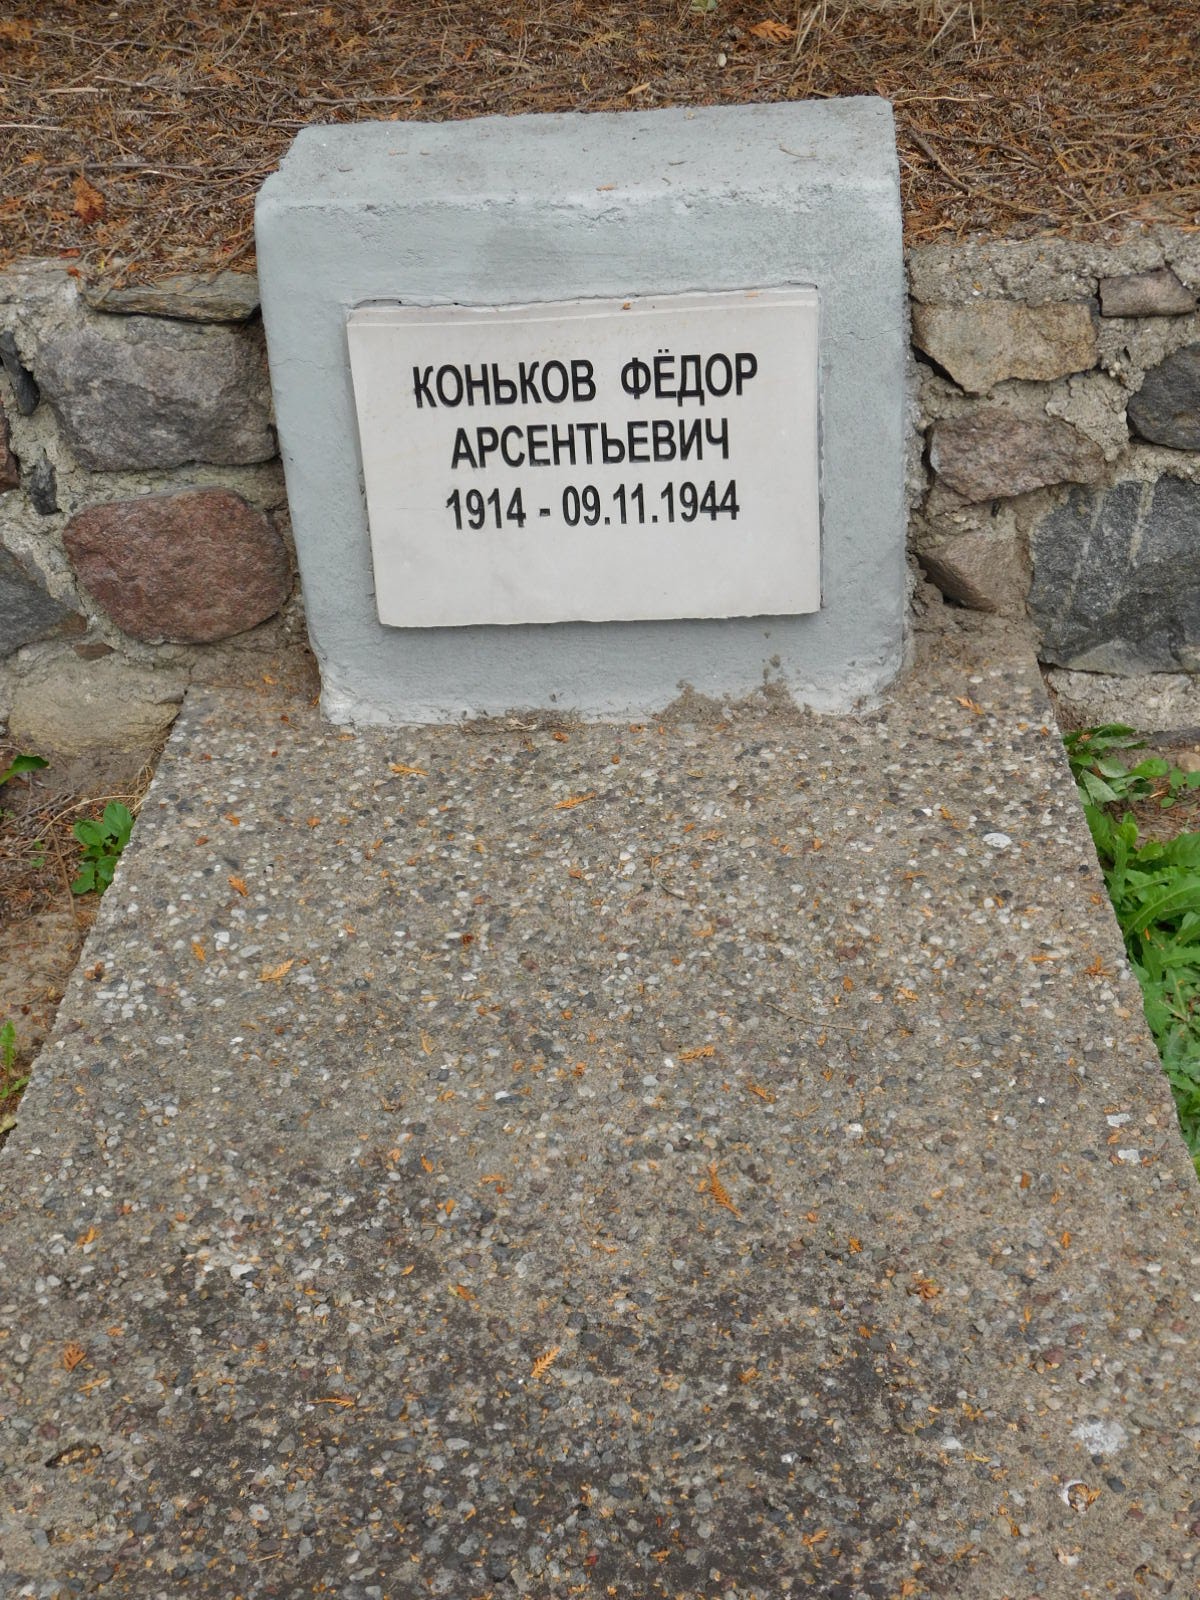 КОНЬКОВ ФЁДОР
АРСЕНТЬЕВИЧ
1914 - 09.11.1944